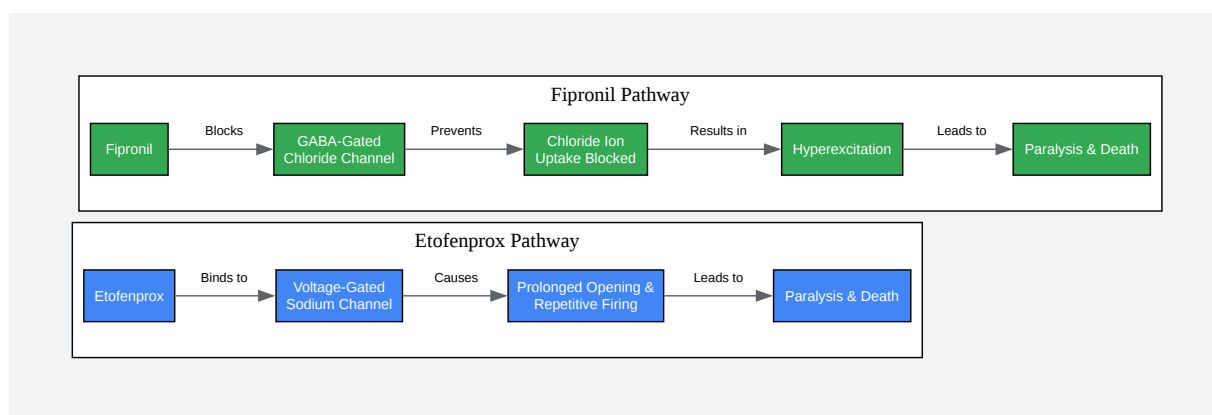 Fipronil Pathway
Fipronil
Blocks
GABA-Gated
Chloride Channel
Prevents
Chloride Ion
Uptake Blocked
Results in
Hyperexcitation
Leads to
Paralysis & Death
Etofenprox Pathway
Etofenprox
Binds to
Voltage-Gated
Sodium Channel
Causes
Prolonged Opening &
Repetitive Firing
Leads to
Paralysis & Death